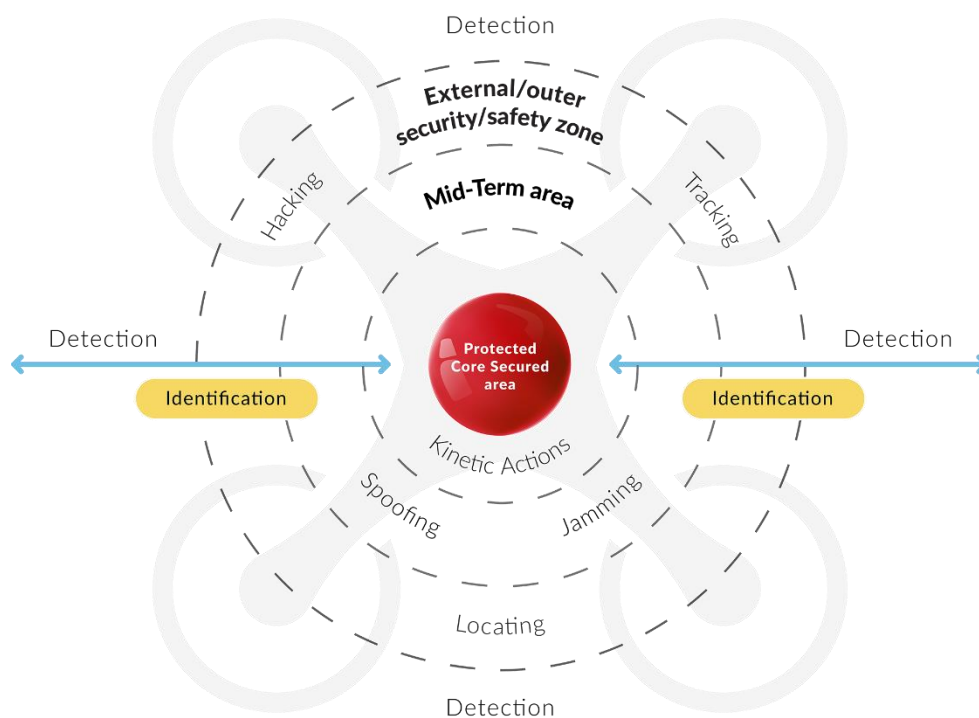 Detection
External/outer
security/safety zone
Mid-Term area
Hacking
Tracking
Detection
Detection
Protected
Core Secured
area
Identification
Identification
Kinetic Actions
Spoofing
Jamming
Locating
Detection